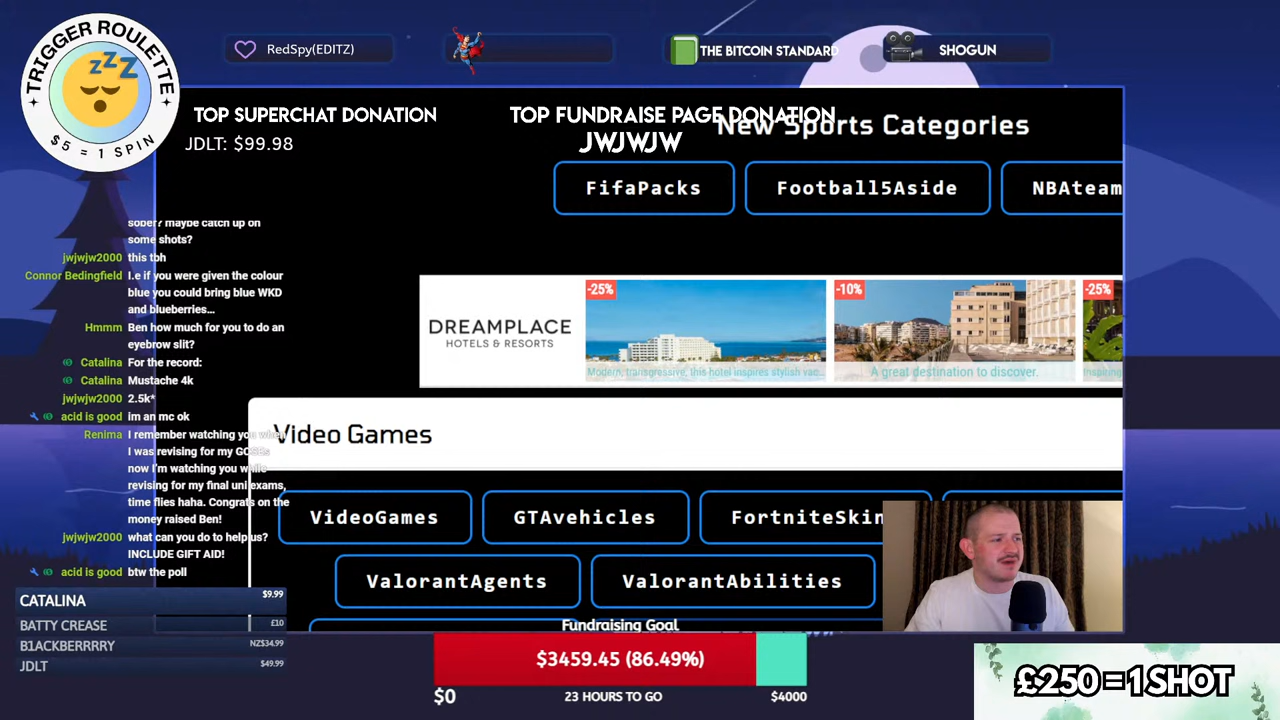 TRIGGER ROULETTE
zzZ
$5 = 1 SPIN
RedSpy(EDITZ)
THE BITCOIN STANDARD
SHOGUN
TOP SUPERCHAT DONATION
JDLT: $99.98
TOP FUNDRAISE PAGE DONATION
JWJWJW
New Sports Categories
FifaPacks
Football5Aside
NBAteam
sober? maybe catch up on
some shots?
jwjwjw2000 this tbh
Connor Bedingfield I.e if you were given the colour
blue you could bring blue WKD
and blueberries...
Hmmm Ben how much for you to do an
eyebrow slit?
Catalina For the record:
Catalina Mustache 4k
jwjwjw2000 2.5k*
acid is good im an mc ok
Renima I remember watching you when
I was revising for my GCSEs
now I'm watching you while
revising for my final uni exams,
time flies haha. Congrats on the
money raised Ben!
jwjwjw2000 what can you do to help us?
INCLUDE GIFT AID!
acid is good btw the poll
DREAMPLACE
HOTELS & RESORTS
-25%
Modern, transgressive, this hotel inspires stylish vac...
-10%
A great destination to discover.
-25%
Inspiring
Video Games
VideoGames
GTAvehicles
FortniteSkin
ValorantAgents
ValorantAbilities
CATALINA $9.99
BATTY CREASE £10
B1ACKBERRRRY NZ$34.99
JDLT $49.99
Fundraising Goal
$3459.45 (86.49%)
$0
23 HOURS TO GO
$4000
£250 = 1 SHOT